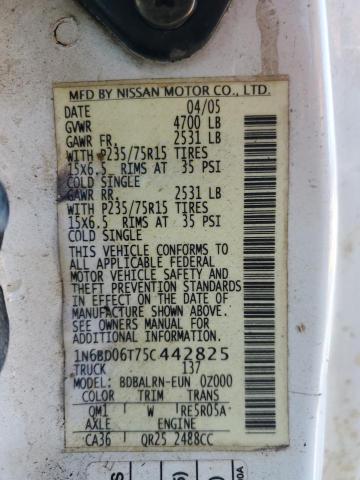 MFD BY NISSAN MOTOR CO., LTD.
DATE 04/05
GVWR 4700 LB
GAWR FR. 2531 LB
WITH P235/75R15 TIRES
15X6.5 RIMS AT 35 PSI
COLD SINGLE
GAWR RR. 2531 LB
WITH P235/75R15 TIRES
15X6.5 RIMS AT 35 PSI
COLD SINGLE
THIS VEHICLE CONFORMS TO
ALL APPLICABLE FEDERAL
MOTOR VEHICLE SAFETY AND
THEFT PREVENTION STANDARDS
IN EFFECT ON THE DATE OF
MANUFACTURE SHOWN ABOVE.
SEE OWNERS MANUAL FOR
ADDITIONAL INFORMATION.
1N6BD06T75C442825
TRUCK 137
MODEL: BDBALRN-EUN 0Z000
COLOR TRIM TRANS
QM1 W RE5R05A
AXLE ENGINE
CA36 QR25 2488CC